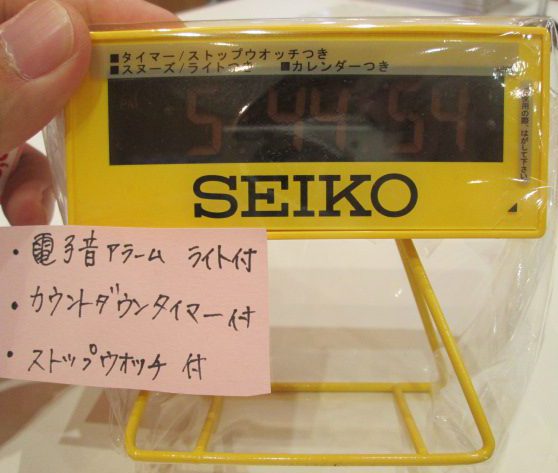 ■タイマー/ストップウオッチつき
■スヌーズ/ライトつき ■カレンダーつき
PM 5 44 54
SEIKO
・電子音アラーム ライト付
・カウントダウンタイマー付
・ストップウオッチ 付